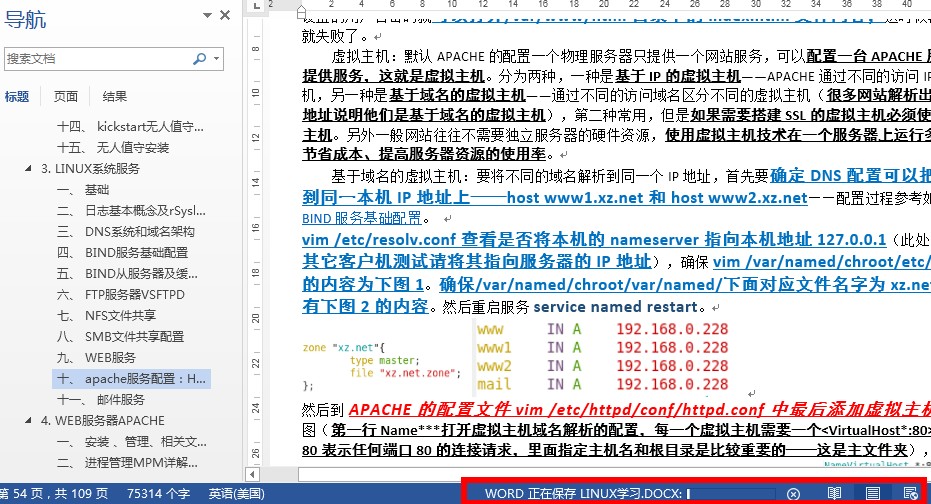 导航
搜索文档
标题 页面 结果
十四、 kickstart无人值守...
十五、 无人值守安装
3. LINUX系统服务
一、 基础
二、 日志基本概念及rSysl...
三、 DNS系统和域名架构
四、 BIND服务基础配置
五、 BIND从服务器及缓...
六、 FTP服务器VSFTPD
七、 NFS文件共享
八、 SMB文件共享配置
九、 WEB服务
十、 apache服务配置：H...
十一、 邮件服务
4. WEB服务器APACHE
一、 安装 、管理、相关文...
二、 进程管理MPM详解...
2 2 4 6 8 10 12 14 16 18 20 22 24 26 28 30 32 34 36 38 40
8 10 12 14 16 18 20 22 24 26
就失败了。
虚拟主机：默认 APACHE 的配置一个物理服务器只提供一个网站服务，可以配置一台 APACHE
提供服务，这就是虚拟主机。分为两种，一种是基于 IP 的虚拟主机——APACHE 通过不同的访问 IP
机，另一种是基于域名的虚拟主机——通过不同的访问域名区分不同的虚拟主机（很多网站解析出
地址说明他们是基于域名的虚拟主机），第二种常用，但是如果需要搭建 SSL 的虚拟主机必须使
主机。另外一般网站往往不需要独立服务器的硬件资源，使用虚拟主机技术在一个服务器上运行多
节省成本、提高服务器资源的使用率。
基于域名的虚拟主机：要将不同的域名解析到同一个 IP 地址，首先要确定 DNS 配置可以把
到同一本机 IP 地址上——host www1.xz.net 和 host www2.xz.net——配置过程参考如
BIND 服务基础配置。
vim /etc/resolv.conf 查看是否将本机的 nameserver 指向本机地址 127.0.0.1（此处
其它客户机测试请将其指向服务器的 IP 地址），确保 vim /var/named/chroot/etc/
的内容为下图 1。确保/var/named/chroot/var/named/下面对应文件名字为 xz.net
有下图 2 的内容。然后重启服务 service named restart。
zone "xz.net"{
type master;
file "xz.net.zone";
};
www IN A 192.168.0.228
www1 IN A 192.168.0.228
www2 IN A 192.168.0.228
mail IN A 192.168.0.228
然后到 APACHE 的配置文件 vim /etc/httpd/conf/httpd.conf 中最后添加虚拟主机
图（第一行 Name***打开虚拟主机域名解析的配置，每一个虚拟主机需要一个<VirtualHost*:80>
80 表示任何端口 80 的连接请求，里面指定主机名和根目录是比较重要的——这是主文件夹），
NameVirtualHost *:80
第 54 页，共 109 页 75314 个字 英语(美国) WORD 正在保存 LINUX学习.DOCX: